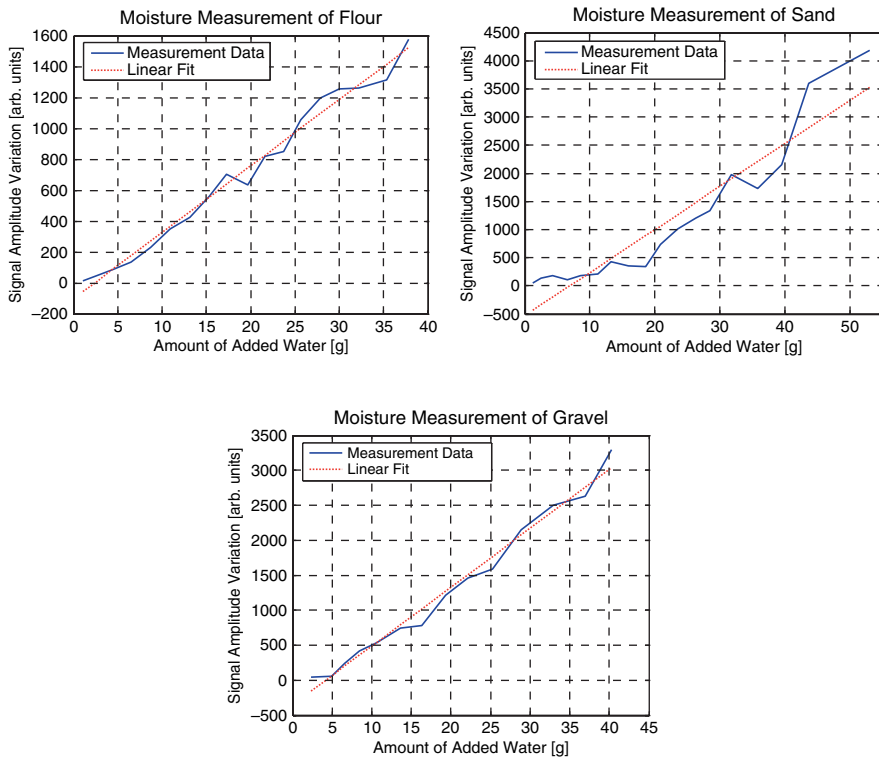 Moisture Measurement of Flour
Signal Amplitude Variation [arb. units]
1600
1400
1200
1000
800
600
400
200
0
−200
Measurement Data
Linear Fit
0 5 10 15 20 25 30 35 40
Amount of Added Water [g]
Moisture Measurement of Sand
Signal Amplitude Variation [arb. units]
4500
4000
3500
3000
2500
2000
1500
1000
500
0
−500
Measurement Data
Linear Fit
0 10 20 30 40 50
Amount of Added Water [g]
Moisture Measurement of Gravel
Signal Amplitude Variation [arb. units]
3500
3000
2500
2000
1500
1000
500
0
−500
Measurement Data
Linear Fit
0 5 10 15 20 25 30 35 40 45
Amount of Added Water [g]